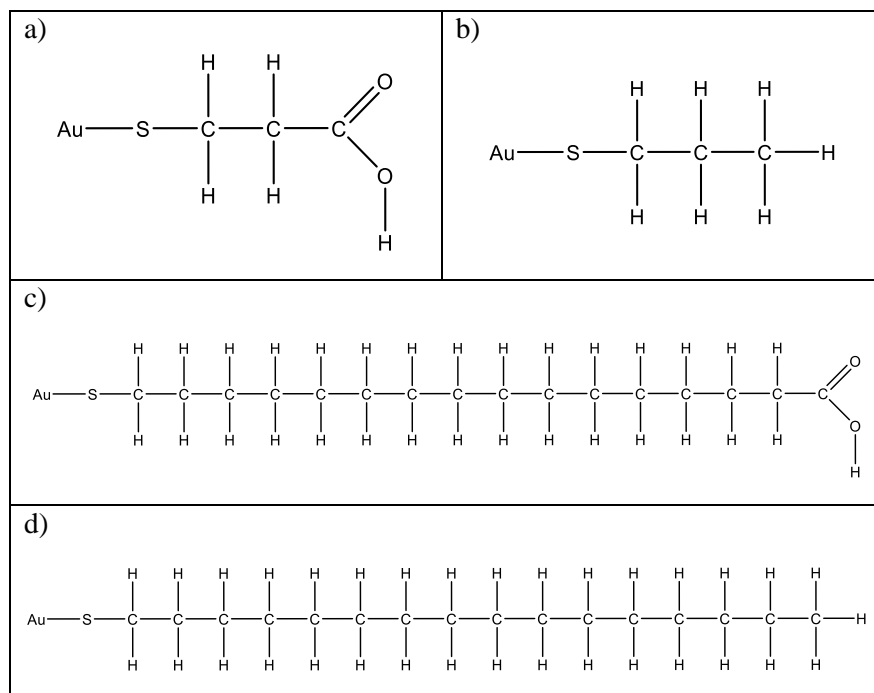 a)
H H
O
Au S C C C
O
H H
H
b)
H H H
Au S C C C H
H H H
c)
H H H H H H H H H H H H H H H
O
Au S C C C C C C C C C C C C C C C C
O
H H H H H H H H H H H H H H H
H
d)
H H H H H H H H H H H H H H H H
Au S C C C C C C C C C C C C C C C C H
H H H H H H H H H H H H H H H H